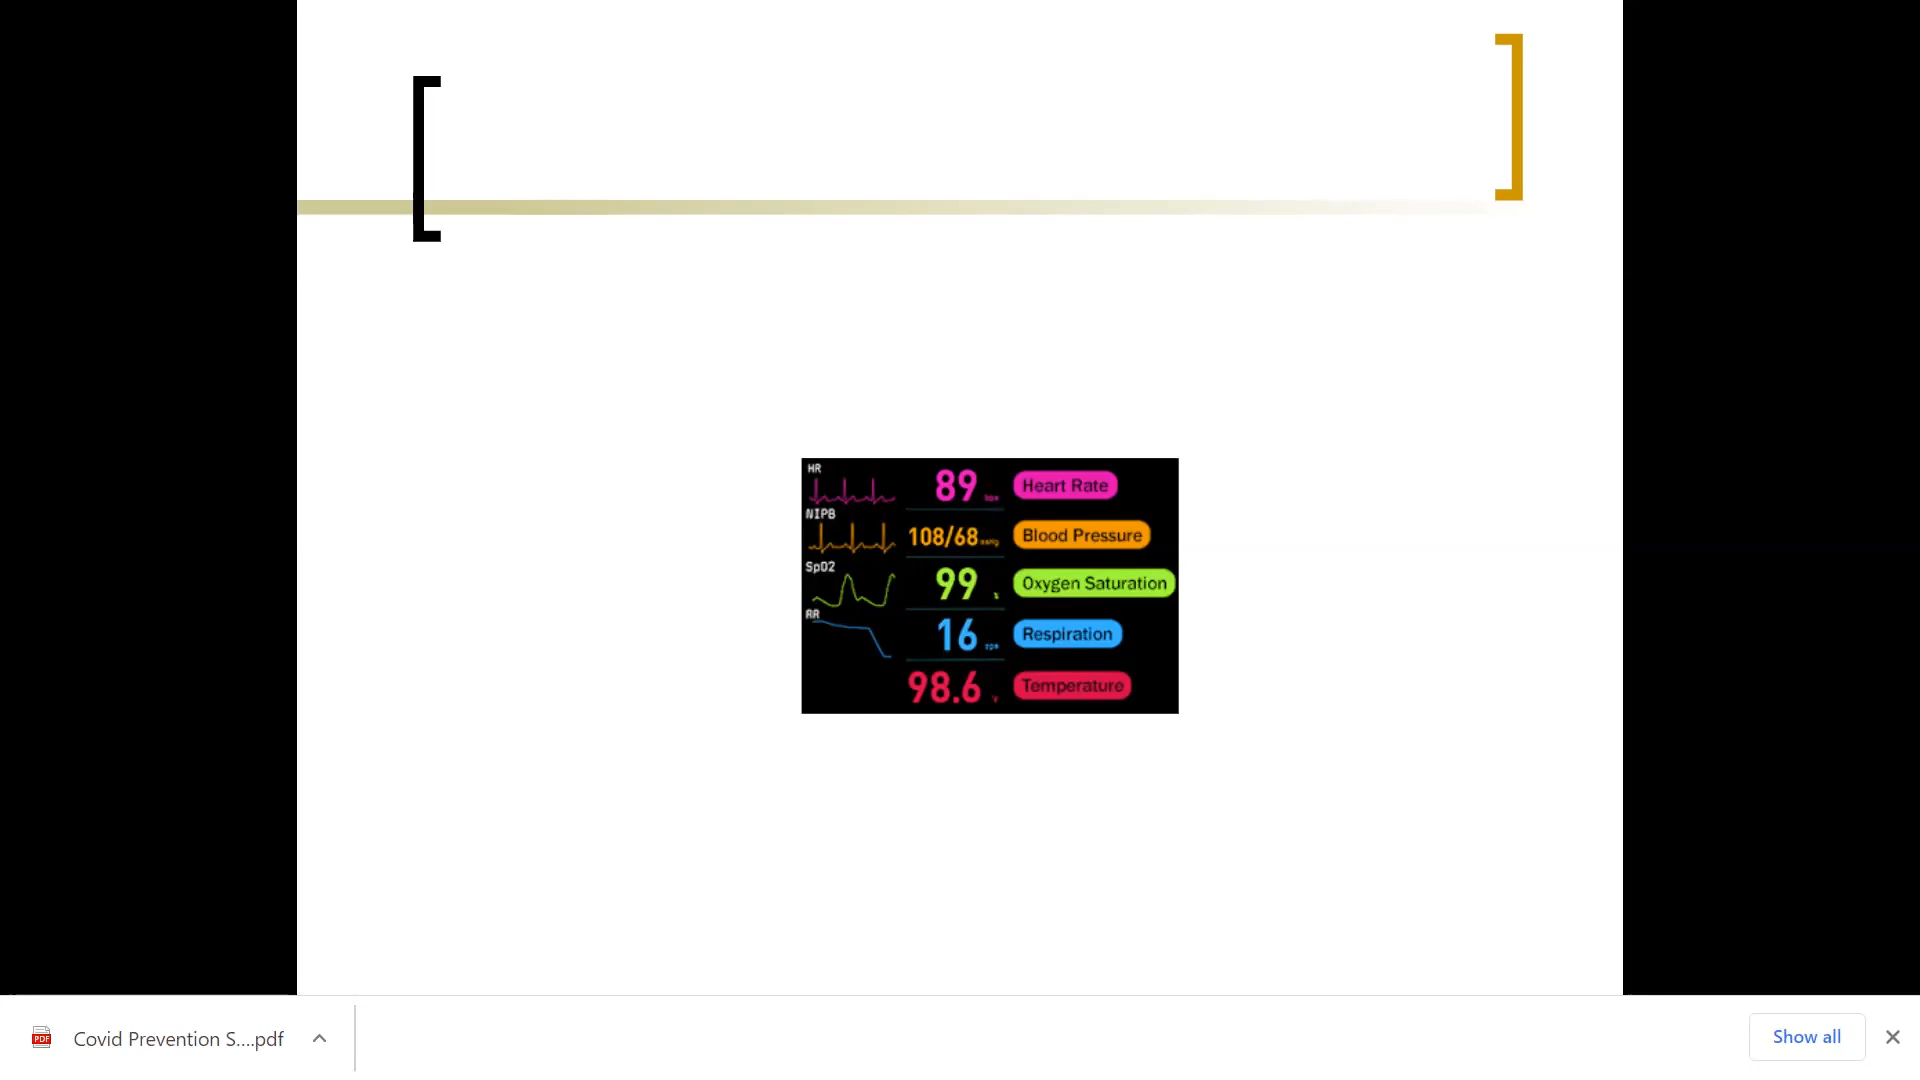 HR
89 Heart Rate
NIPB
108/68 Blood Pressure
SpO2
99 Oxygen Saturation
RR
16 Respiration
98.6 Temperature
Covid Prevention S....pdf
Show all